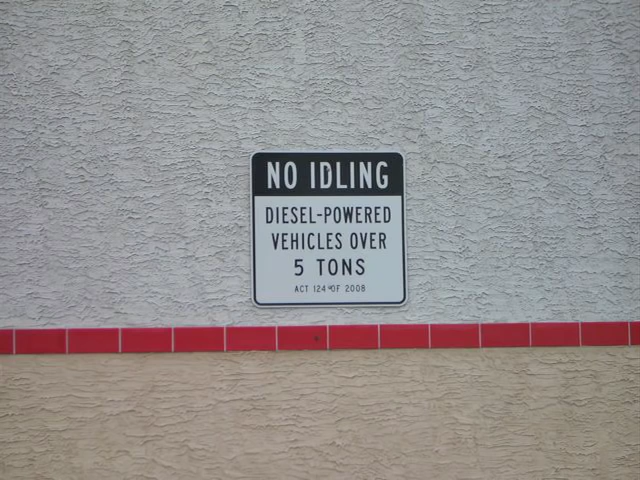 NO IDLING
DIESEL-POWERED
VEHICLES OVER
5 TONS
ACT 124 OF 2008